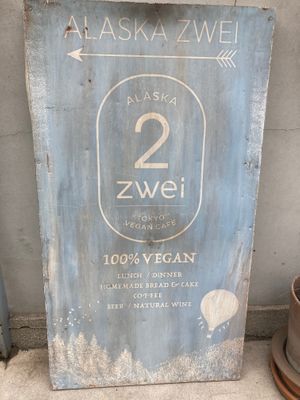 ALASKA ZWEI
ALASKA
2
zwei
TOKYO
VEGAN CAFE
100% VEGAN
LUNCH / DINNER
HOMEMADE BREAD & CAKE
COFFEE
BEER / NATURAL WINE